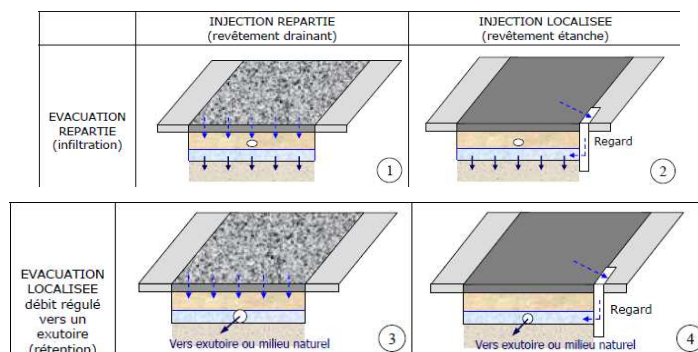 INJECTION REPARTIE
(revêtement drainant)
INJECTION LOCALISEE
(revêtement étanche)
EVACUATION
REPARTIE
(infiltration)
1
Regard
2
EVACUATION
LOCALISEE
débit régulé
vers un
exutoire
(rétention)
Vers exutoire ou milieu naturel
3
Regard
Vers exutoire ou milieu naturel
4